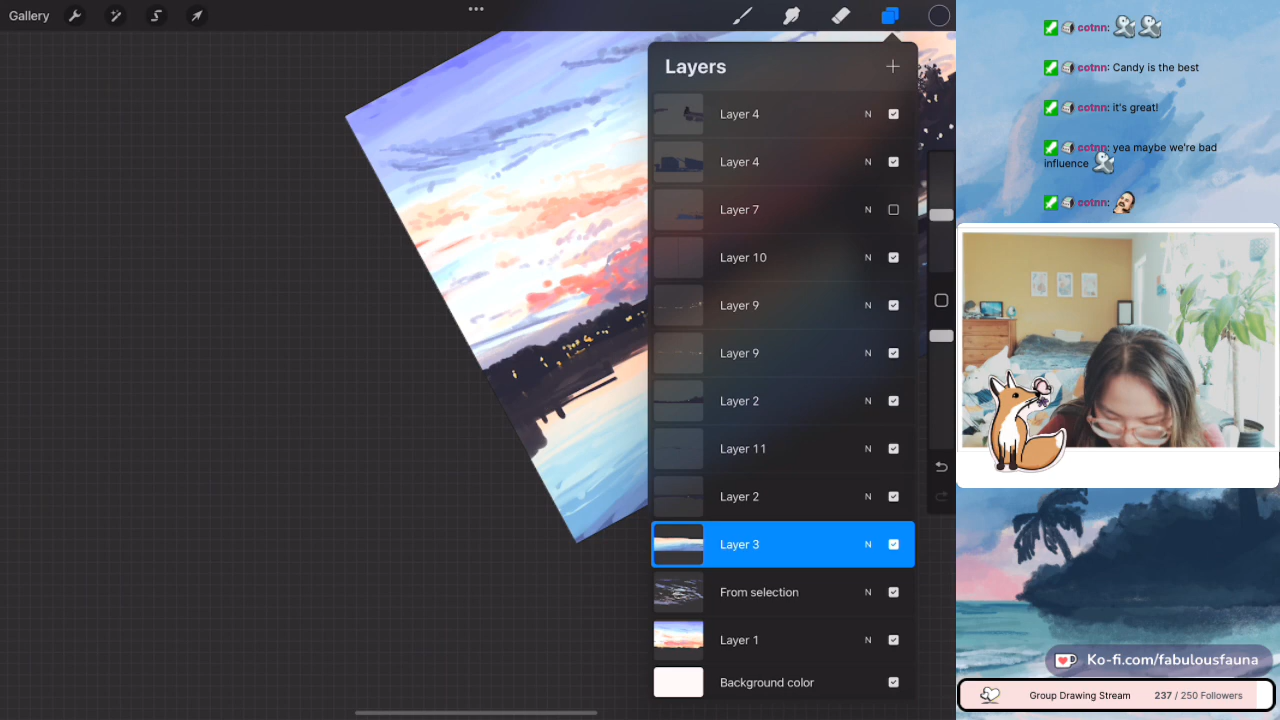 Gallery
Layers
Layer 4
N
Layer 4
N
Layer 7
N
Layer 10
N
Layer 9
N
Layer 9
N
Layer 2
N
Layer 11
N
Layer 2
N
Layer 3
N
From selection
N
Layer 1
N
Background color
cotnn:
cotnn: Candy is the best
cotnn: it's great!
cotnn: yea maybe we're bad
influence
cotnn:
Ko-fi.com/fabulousfauna
Group Drawing Stream 237 / 250 Followers